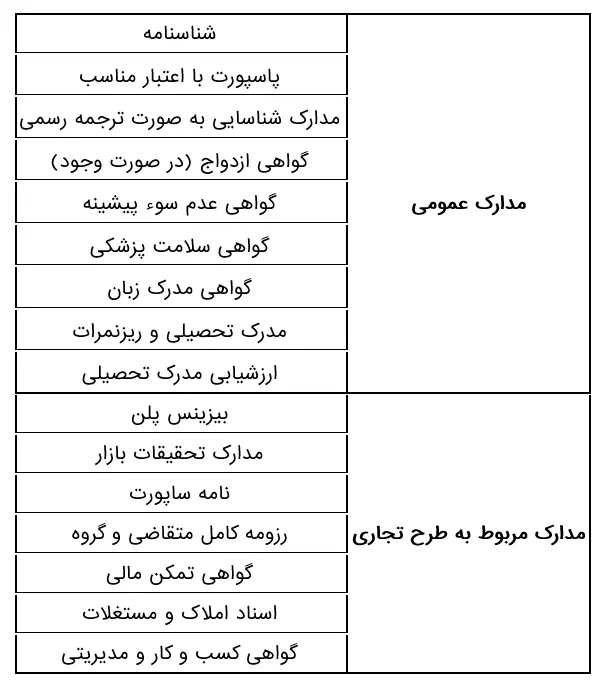 مدارک عمومی
شناسنامه
پاسپورت با اعتبار مناسب
مدارک شناسایی به صورت ترجمه رسمی
گواهی ازدواج (در صورت وجود)
گواهی عدم سوء پیشینه
گواهی سلامت پزشکی
گواهی مدرک زبان
مدرک تحصیلی و ریزنمرات
ارزشیابی مدرک تحصیلی
مدارک مربوط به طرح تجاری
بیزینس پلن
مدارک تحقیقات بازار
نامه ساپورت
رزومه کامل متقاضی و گروه
گواهی تمکن مالی
اسناد املاک و مستغلات
گواهی کسب و کار و مدیریتی